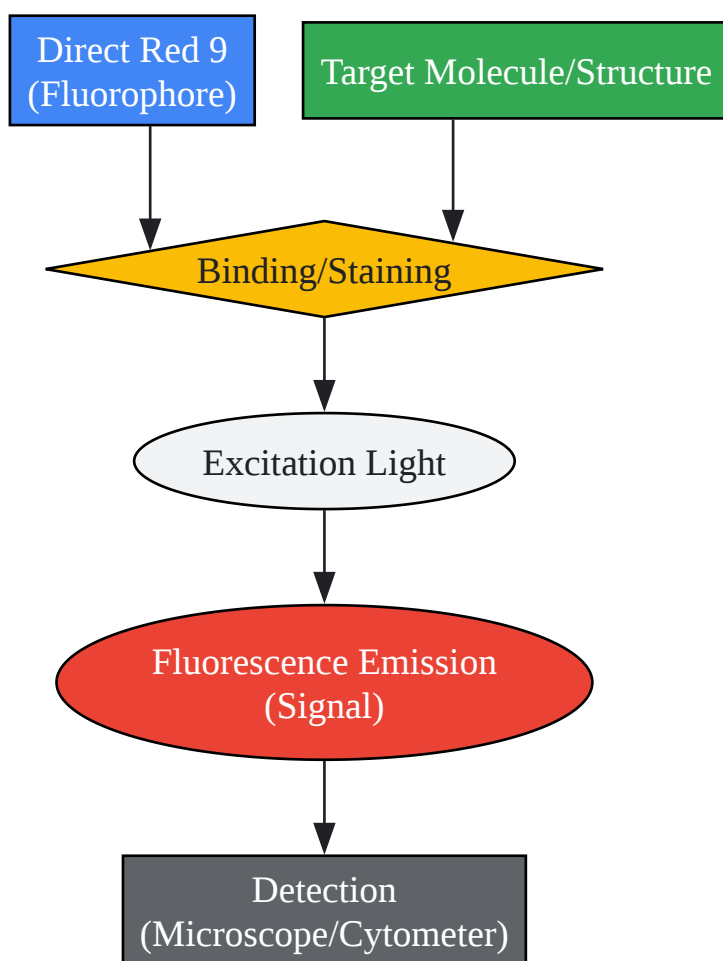 Direct Red 9
(Fluorophore)
Target Molecule/Structure
Binding/Staining
Excitation Light
Fluorescence Emission
(Signal)
Detection
(Microscope/Cytometer)